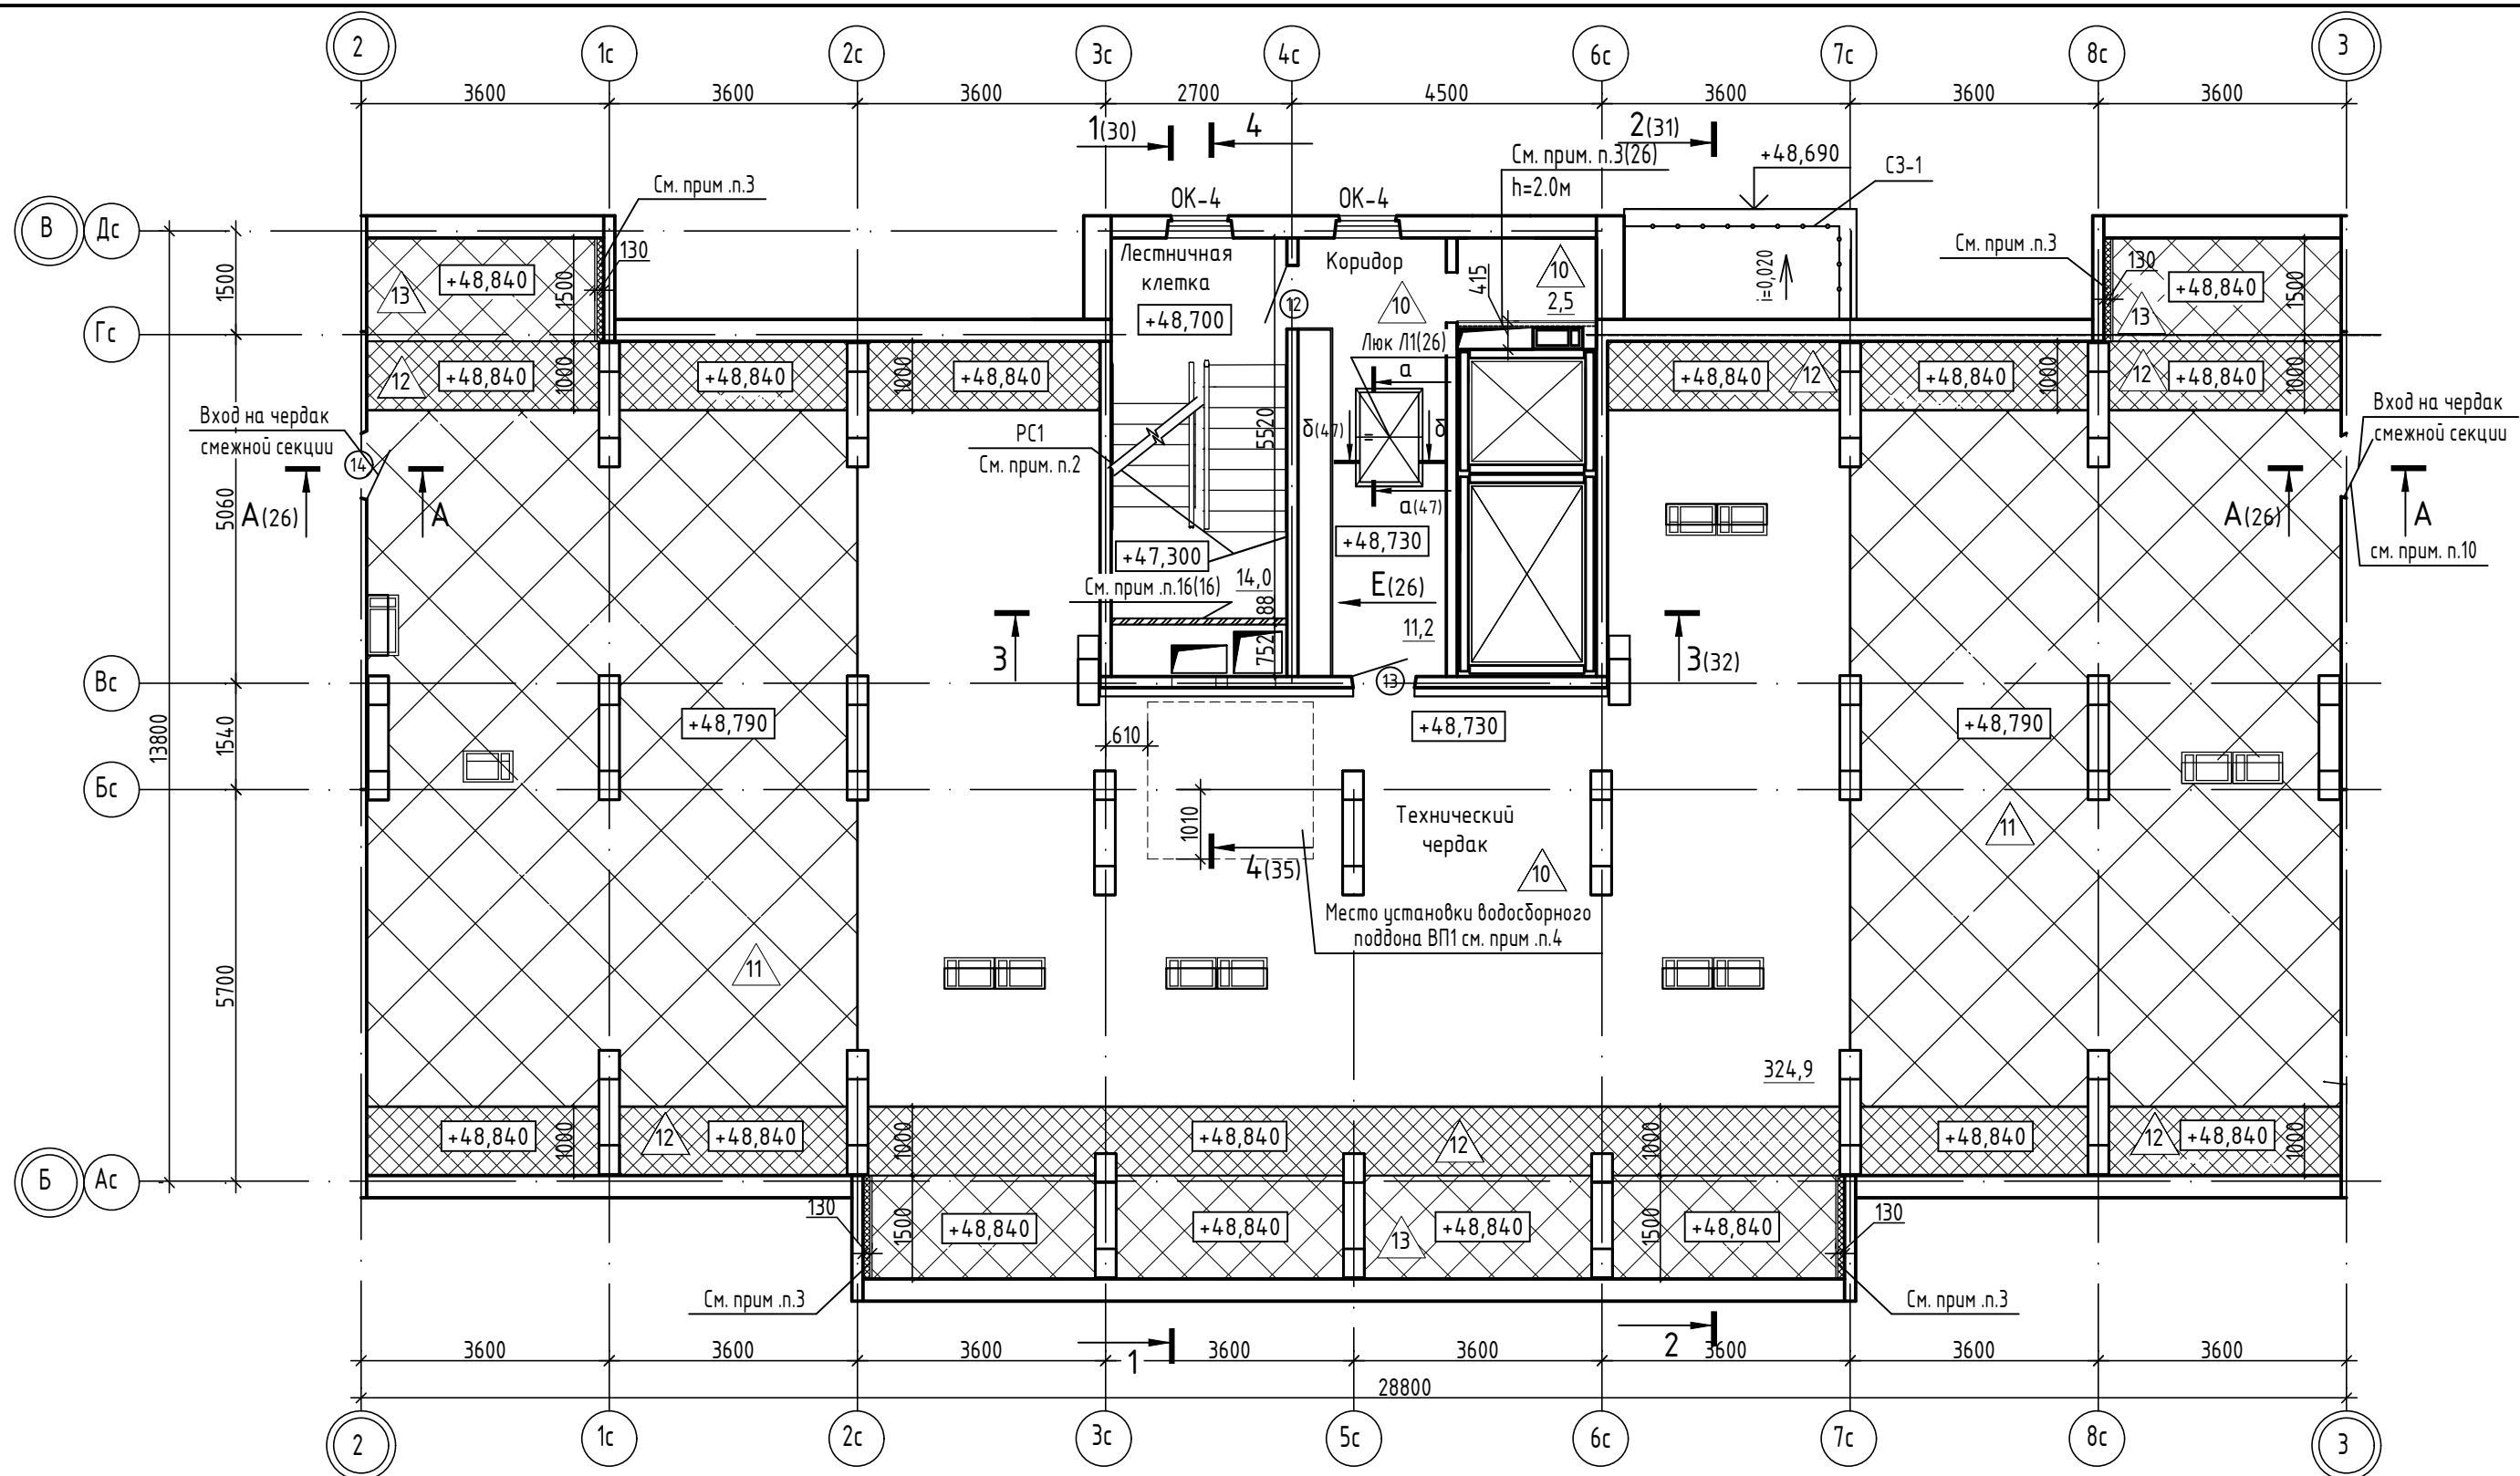 2 1с 2с 3с 4с 6с 7с 8с 3
3600 3600 3600 2700 4500 3600 3600 3600
1(30) 4 2(31)
См. прим. п.3(26)
h=2.0м
+48,690
С3-1
См. прим .п.3
ОК-4 ОК-4
В Дс
130
Лестничная
клетка
+48,700
Коридор
10
12
415
10
2,5
i=0,020
См. прим .п.3
130
13 +48,840 1500
+48,840 1500
13
1500
Гс
Люк Л1(26)
12 +48,840 1000
+48,840
1000 +48,840
+48,840 12
+48,840 1000
12 +48,840 1000
а
Вход на чердак
смежной секции
14
РС1
См. прим. п.2
5520
δ(47) δ
Вход на чердак
смежной секции
А(26) А
5060
а(47)
А(26) А
см. прим. п.10
+47,300
+48,730
См. прим .п.16(16)
14,0
Е(26)
88
11,2
752
3
3(32)
Вс
13
13800
1540
+48,790
610
+48,730
+48,790
Бс
1010
Технический
чердак
11
4(35)
10
Место установки водосборного
поддона ВП1 см. прим .п.4
11
5700
324,9
+48,840 1000
12 +48,840
1000 +48,840
12 1000
+48,840
12 +48,840 1000
Б Ас
130
1500 +48,840
+48,840
13 +48,840
1500 +48,840
130
См. прим .п.3
См. прим .п.3
1 2
3600 3600 3600 3600 3600 3600 3600 3600
28800
2 1с 2с 3с 5с 6с 7с 8с 3